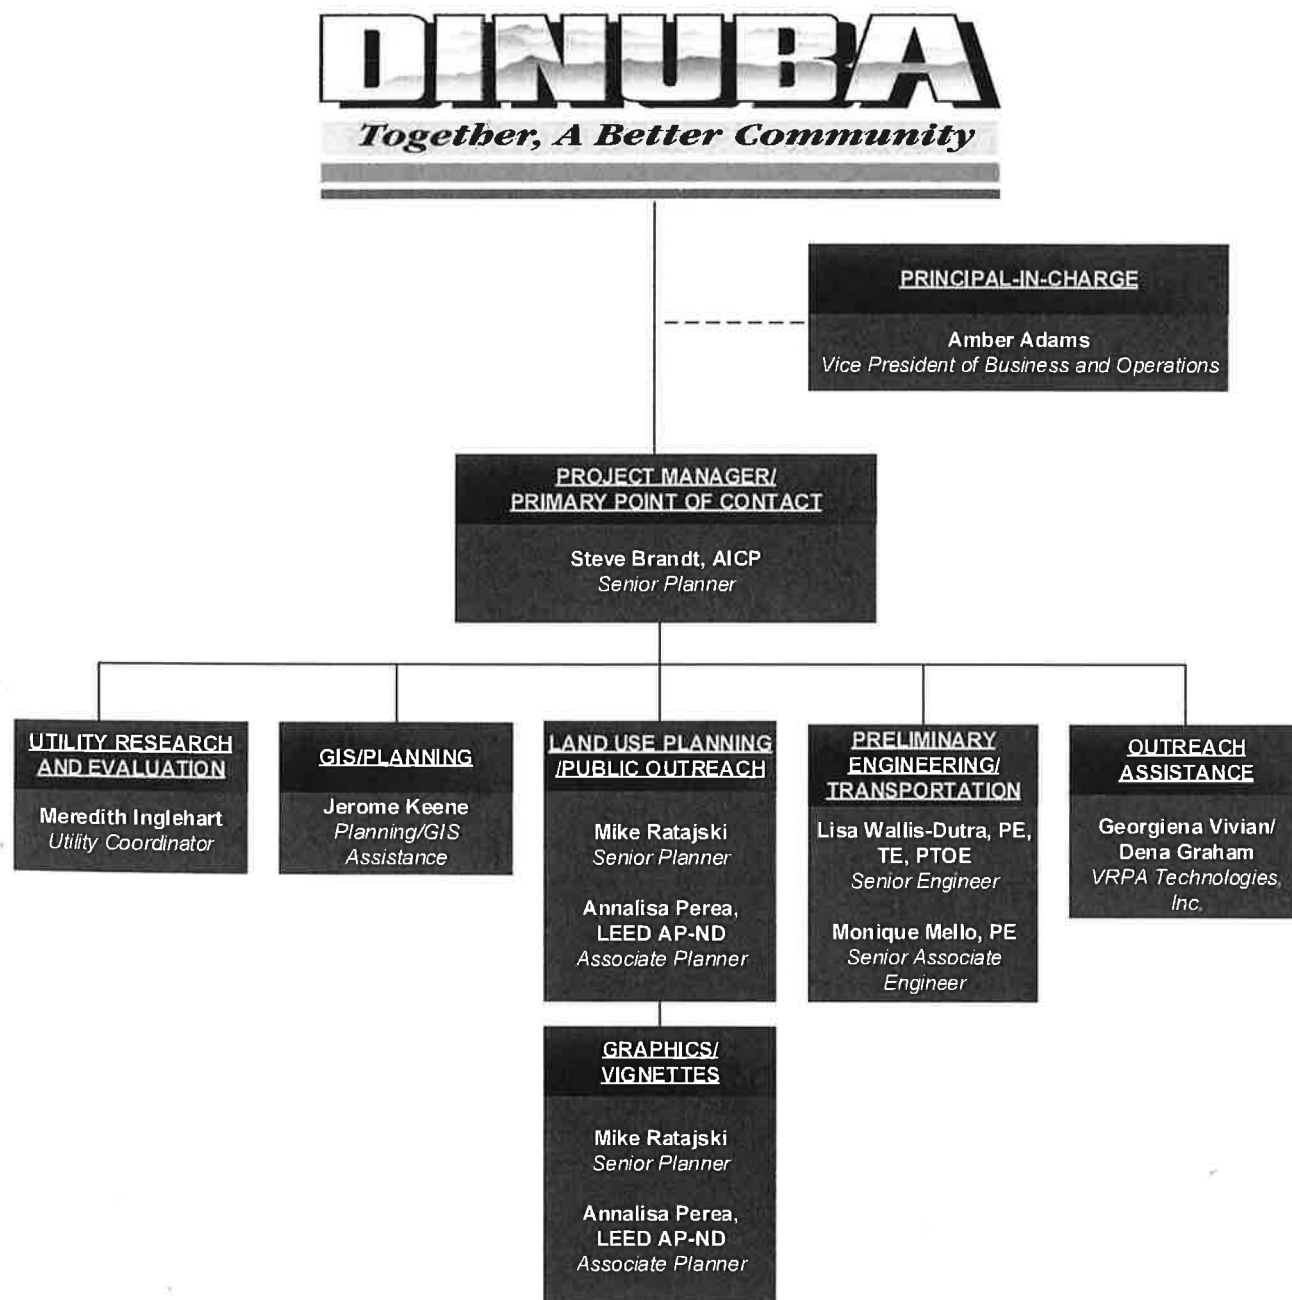 DINUBA
Together, A Better Community
PRINCIPAL-IN-CHARGE
Amber Adams
Vice President of Business and Operations
PROJECT MANAGER/
PRIMARY POINT OF CONTACT
Steve Brandt, AICP
Senior Planner
UTILITY RESEARCH
AND EVALUATION
Meredith Inglehart
Utility Coordinator
GIS/PLANNING
Jerome Keene
Planning/GIS
Assistance
LAND USE PLANNING
/PUBLIC OUTREACH
Mike Ratajski
Senior Planner
Annalisa Perea,
LEED AP-ND
Associate Planner
PRELIMINARY
ENGINEERING/
TRANSPORTATION
Lisa Wallis-Dutra, PE,
TE, PTOE
Senior Engineer
Monique Mello, PE
Senior Associate
Engineer
OUTREACH
ASSISTANCE
Georgiena Vivian/
Dena Graham
VRPA Technologies,
Inc.
GRAPHICS/
VIGNETTES
Mike Ratajski
Senior Planner
Annalisa Perea,
LEED AP-ND
Associate Planner